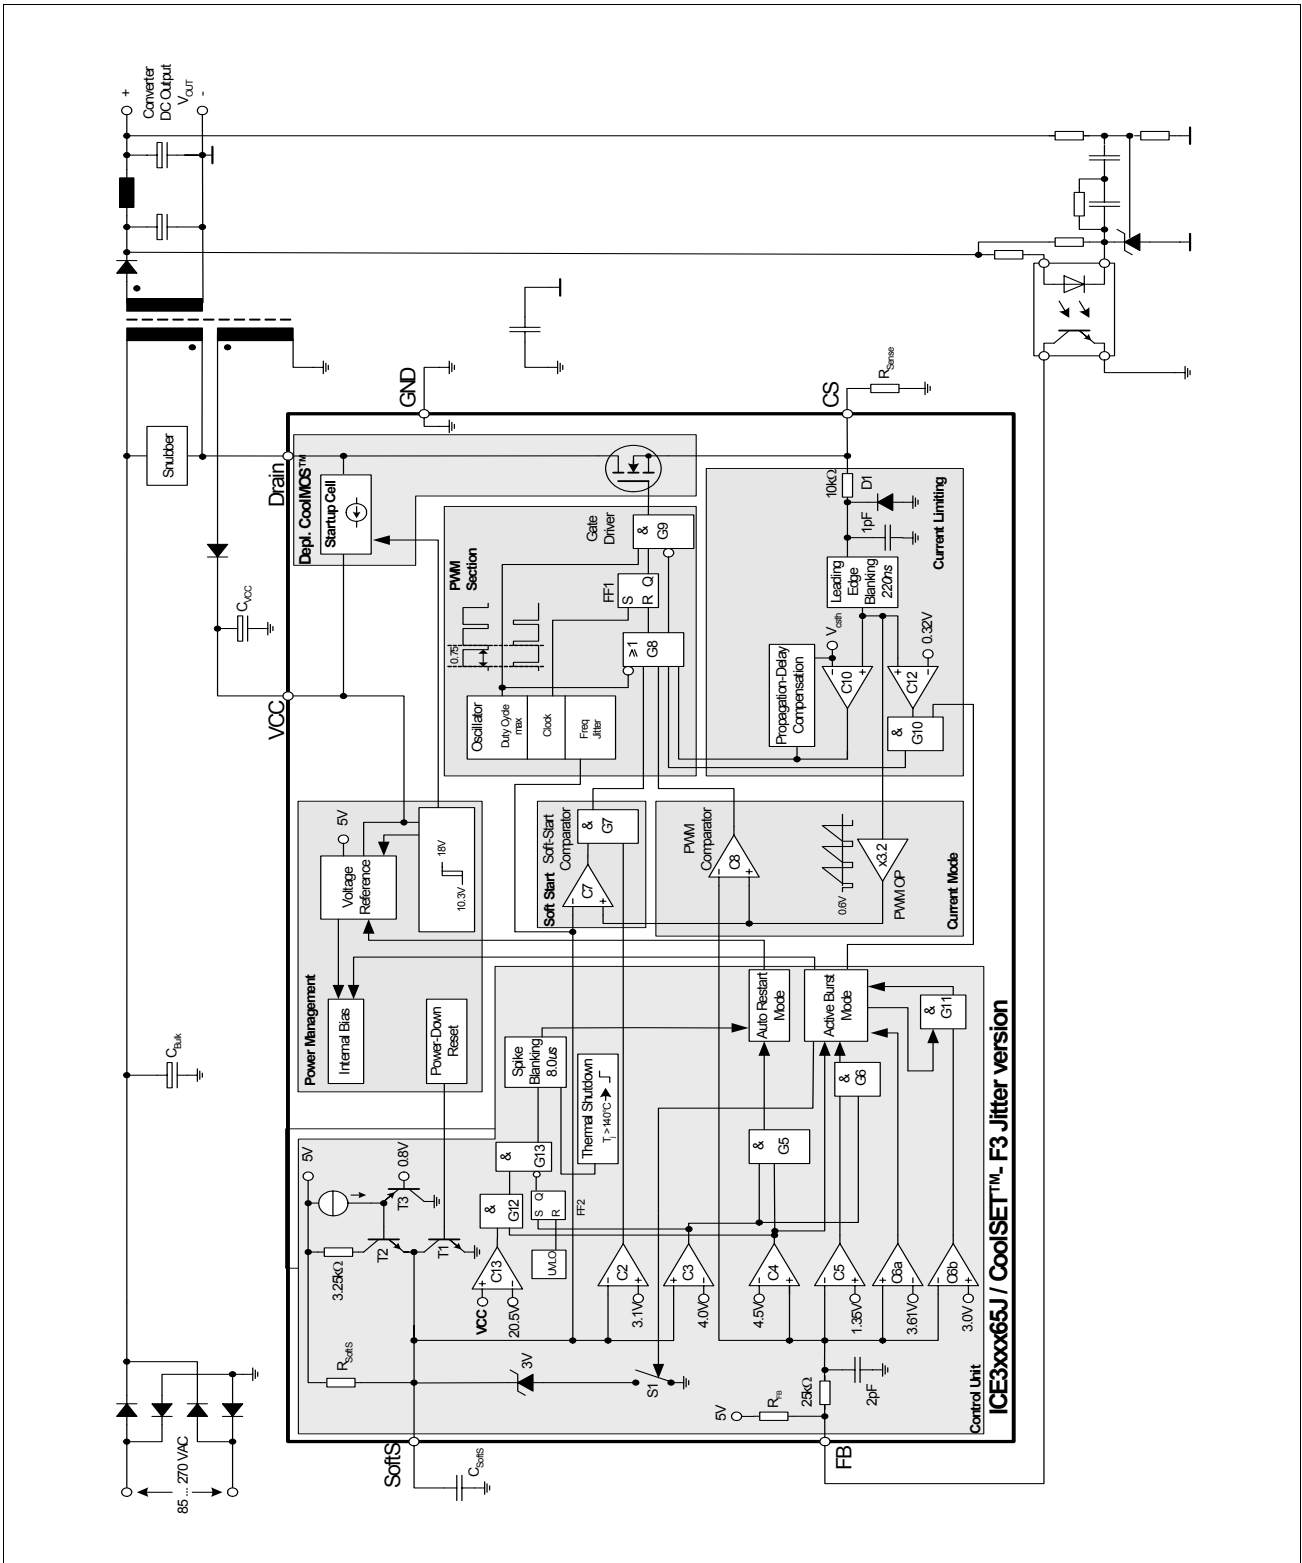 Converter
DC Output
V_OUT
+
-
Snubber
Drain
GND
CS
R_Sense
Depl. CoolMOS™
Startup Cell
C_VCC
VCC
C_Bulk
85 ... 270 VAC
PWM
Section
0.75
Oscillator
Duty Cycle
max
Clock
Freq
Jitter
Gate
Driver
&
G9
FF1
S
R Q
≥1
G8
10kΩ
D1
1pF
Leading
Edge
Blanking
220ns
Current Limiting
Propagation-Delay
Compensation
V_csth
C10
+
-
C12
+
-
0.32V
&
G10
Power Management
5V
Voltage
Reference
18V
10.3V
Internal Bias
Power-Down
Reset
Soft Start
Soft-Start
Comparator
C7
-
+
&
G7
PWM
Comparator
C8
-
+
0.6V
x3.2
PWM OP
Current Mode
5V
3.25kΩ
T2
T3
0.8V
T1
R_SoftS
SoftS
C_SoftS
VCC
20.5V
C13
+
-
&
G12
&
G13
Spike
Blanking
8.0us
Thermal Shutdown
T_j >140°C
UVLO
S Q
R
FF2
Auto Restart
Mode
Active Burst
Mode
3.1V
C2
-
+
4.0V
C3
+
-
4.5V
C4
-
+
1.35V
C5
-
+
3.61V
C6a
+
-
3.0V
C6b
-
+
&
G5
&
G6
&
G11
3V
S1
5V
R_FB
25kΩ
2pF
FB
Control Unit
ICE3xxx65J / CoolSET™- F3 Jitter version